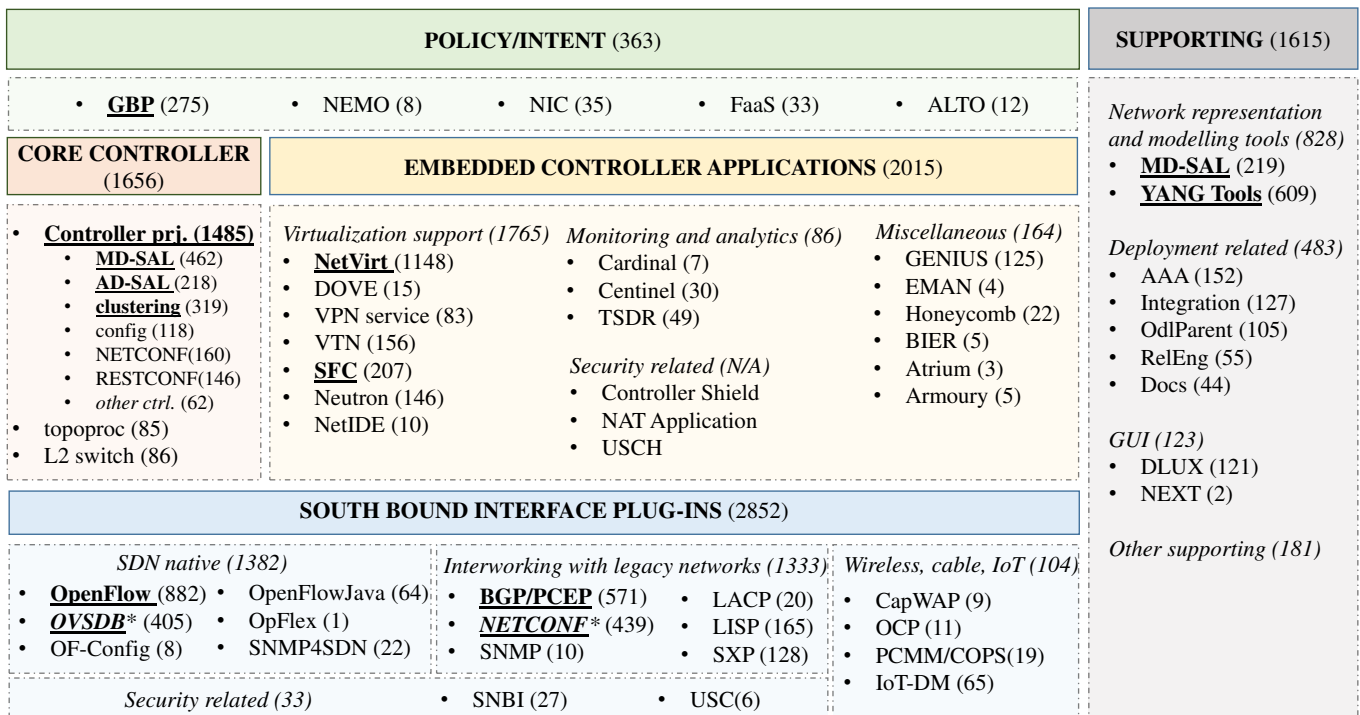 POLICY/INTENT (363)
• GBP (275) • NEMO (8) • NIC (35) • FaaS (33) • ALTO (12)
CORE CONTROLLER
(1656)
• Controller prj. (1485)
• MD-SAL (462)
• AD-SAL (218)
• clustering (319)
• config (118)
• NETCONF(160)
• RESTCONF(146)
• other ctrl. (62)
• topoproc (85)
• L2 switch (86)
EMBEDDED CONTROLLER APPLICATIONS (2015)
Virtualization support (1765)
• NetVirt (1148)
• DOVE (15)
• VPN service (83)
• VTN (156)
• SFC (207)
• Neutron (146)
• NetIDE (10)
Monitoring and analytics (86)
• Cardinal (7)
• Centinel (30)
• TSDR (49)
Security related (N/A)
• Controller Shield
• NAT Application
• USCH
Miscellaneous (164)
• GENIUS (125)
• EMAN (4)
• Honeycomb (22)
• BIER (5)
• Atrium (3)
• Armoury (5)
SOUTH BOUND INTERFACE PLUG-INS (2852)
SDN native (1382)
• OpenFlow (882)
• OVSDB* (405)
• OF-Config (8)
• OpenFlowJava (64)
• OpFlex (1)
• SNMP4SDN (22)
Interworking with legacy networks (1333)
• BGP/PCEP (571)
• NETCONF* (439)
• SNMP (10)
• LACP (20)
• LISP (165)
• SXP (128)
Wireless, cable, IoT (104)
• CapWAP (9)
• OCP (11)
• PCMM/COPS(19)
• IoT-DM (65)
Security related (33) • SNBI (27) • USC(6)
SUPPORTING (1615)
Network representation
and modelling tools (828)
• MD-SAL (219)
• YANG Tools (609)
Deployment related (483)
• AAA (152)
• Integration (127)
• OdlParent (105)
• RelEng (55)
• Docs (44)
GUI (123)
• DLUX (121)
• NEXT (2)
Other supporting (181)